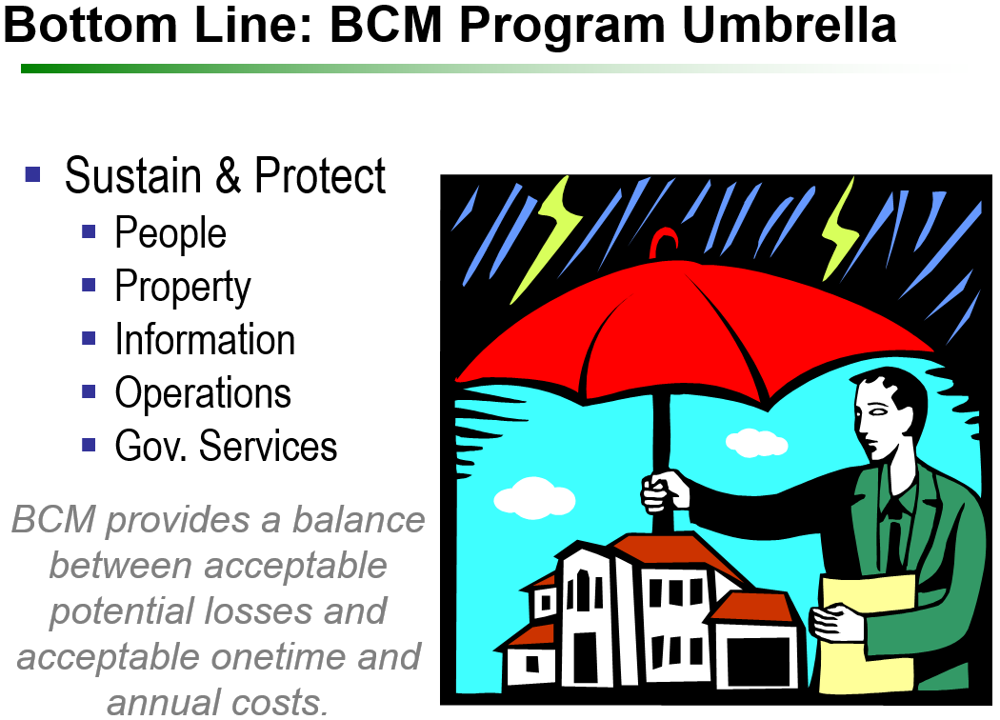 Bottom Line: BCM Program Umbrella
Sustain & Protect
People
Property
Information
Operations
Gov. Services
BCM provides a balance
between acceptable
potential losses and
acceptable onetime and
annual costs.